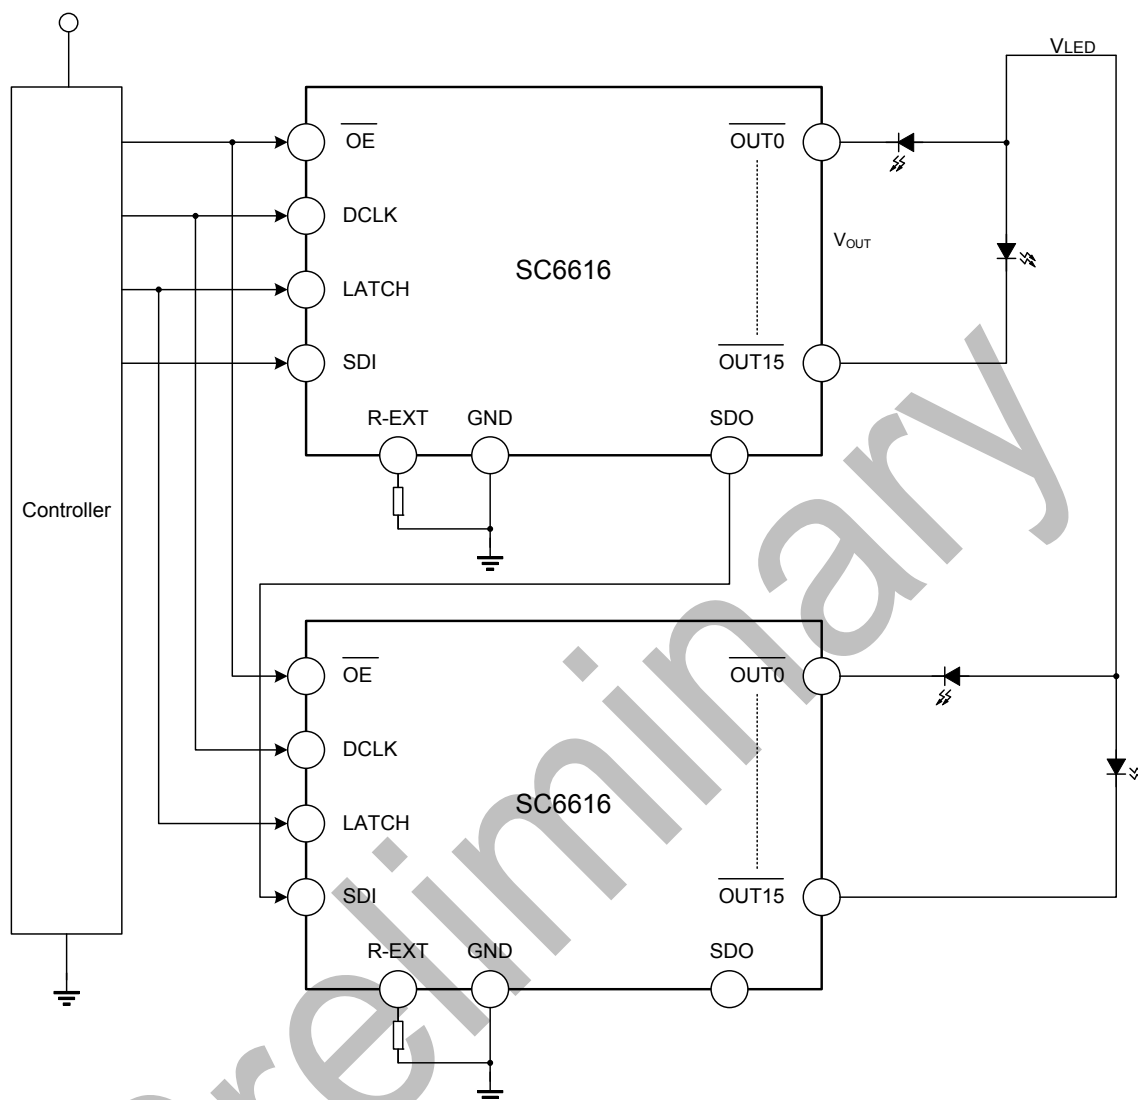 VLED
OE
OUT0
DCLK
VOUT
SC6616
LATCH
SDI
OUT15
R-EXT
GND
SDO
Controller
OE
OUT0
DCLK
SC6616
LATCH
SDI
OUT15
R-EXT
GND
SDO
reliminary